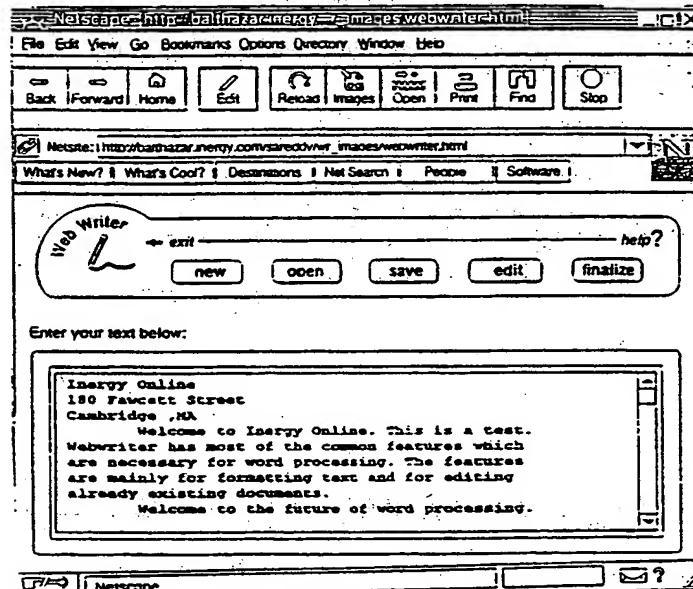 Netscape - http://balthazar.inergy
File Edit View Go Bookmarks Options Directory Window Help
Back Forward Home Edit Reload Images Open Print Find Stop
Netsite: http://balthazar.inergy.com/sareddy/wr_images/webwriter.html
What's New? What's Cool? Destinations Net Search People Software
Web Writer
exit help?
new open save edit finalize
Enter your text below:
Inergy Online
180 Fawcett Street
Cambridge ,MA
Welcome to Inergy Online. This is a test.
Webwriter has most of the common features which
are necessary for word processing. The features
are mainly for formatting text and for editing
already existing documents.
Welcome to the future of word processing.
Netscape
?